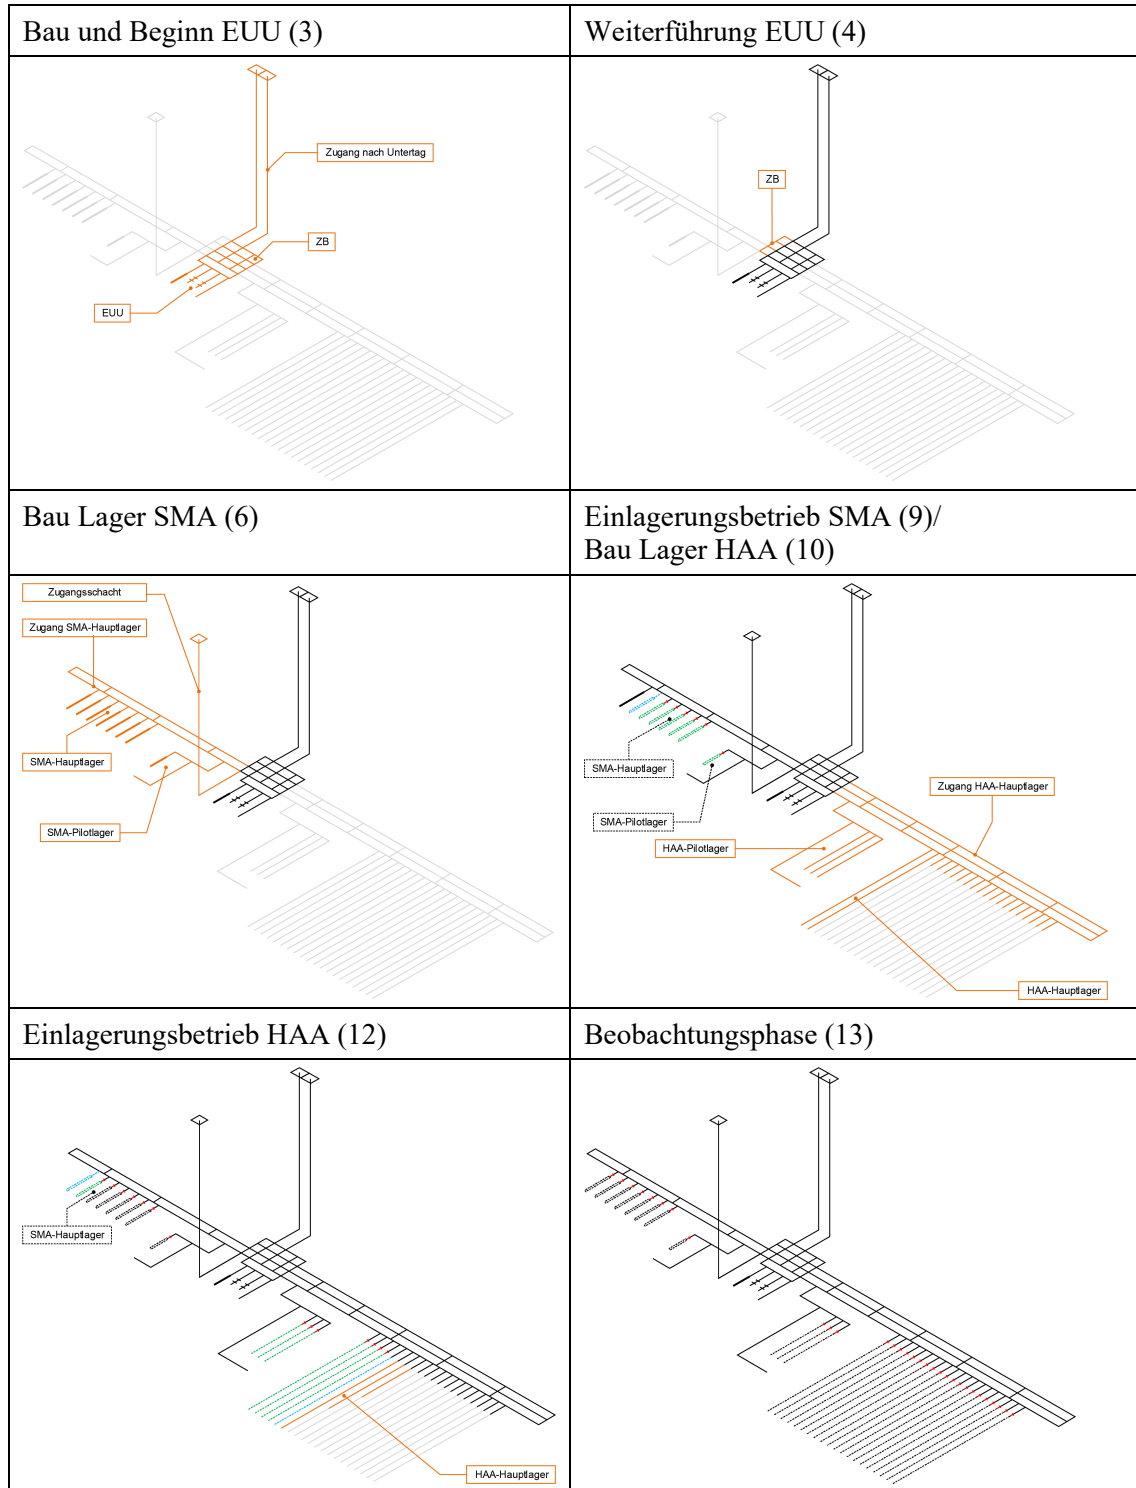 Bau und Beginn EUU (3)
Weiterführung EUU (4)
Zugang nach Untertag
ZB
EUU
ZB
Bau Lager SMA (6)
Einlagerungsbetrieb SMA (9)/
Bau Lager HAA (10)
Zugangsschacht
Zugang SMA-Hauptlager
SMA-Hauptlager
SMA-Pilotlager
SMA-Hauptlager
SMA-Pilotlager
HAA-Pilotlager
Zugang HAA-Hauptlager
HAA-Hauptlager
Einlagerungsbetrieb HAA (12)
Beobachtungsphase (13)
SMA-Hauptlager
HAA-Hauptlager